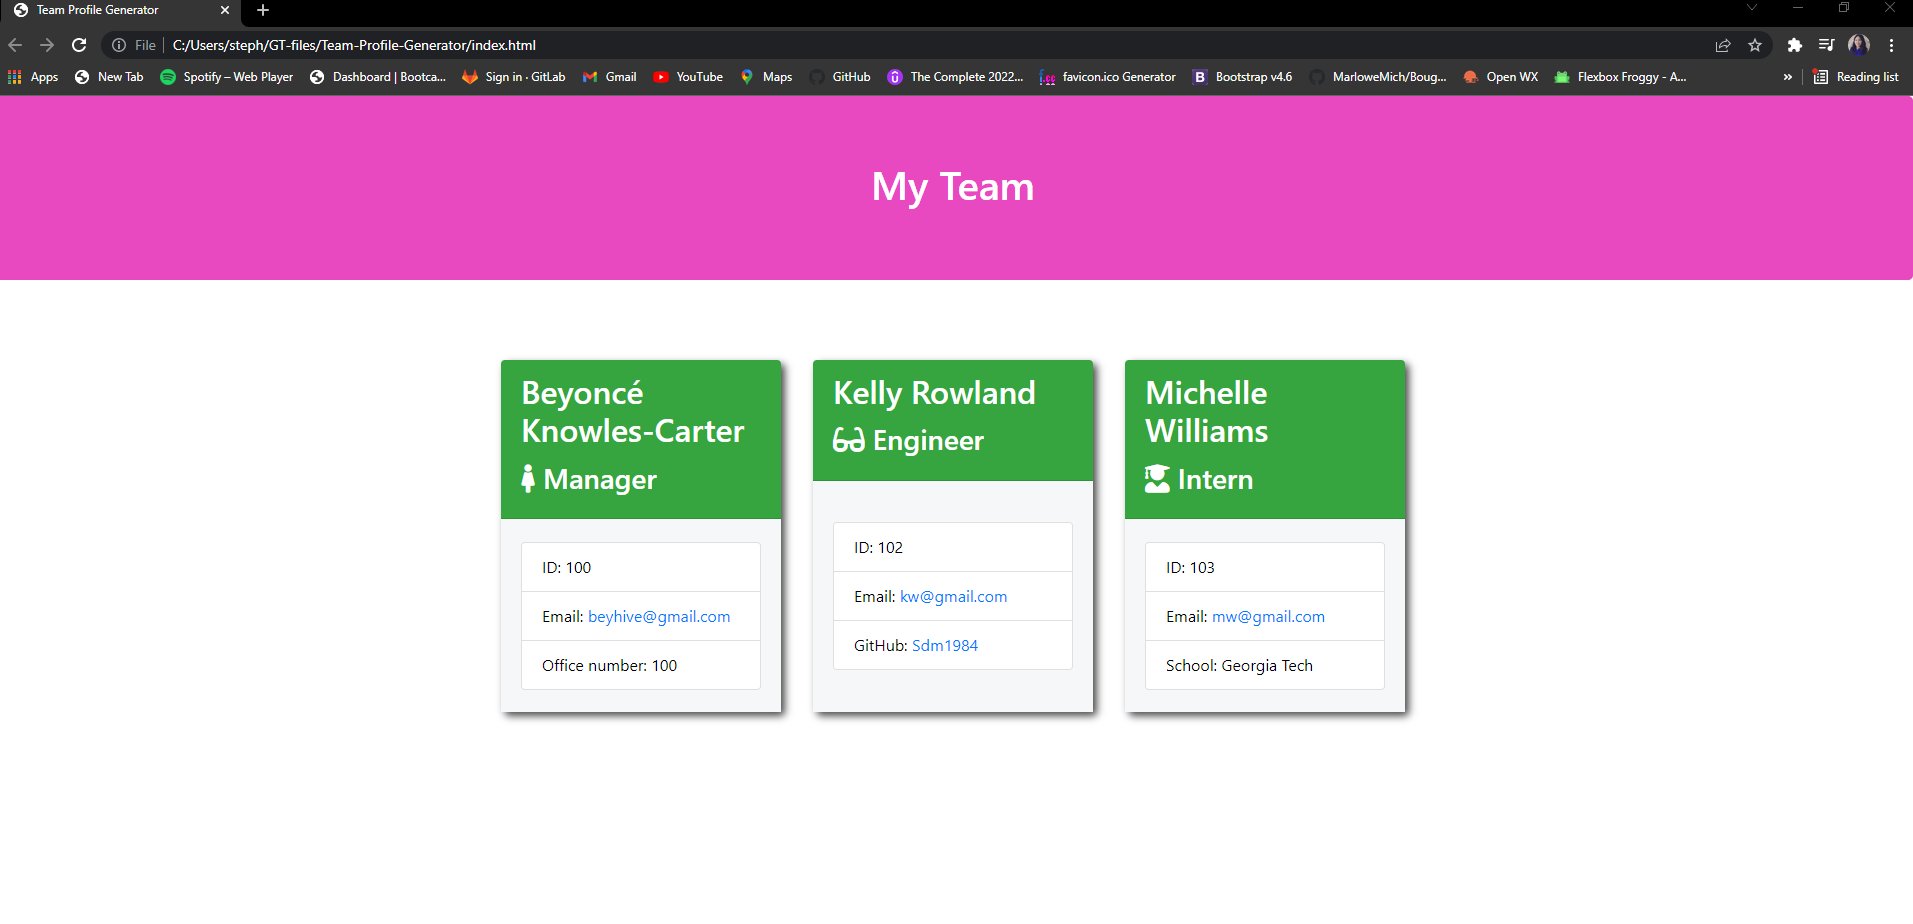 Team Profile Generator
File C:/Users/steph/GT-files/Team-Profile-Generator/index.html
Apps New Tab Spotify – Web Player Dashboard | Bootca... Sign in · GitLab Gmail YouTube Maps GitHub The Complete 2022... favicon.ico Generator Bootstrap v4.6 MarloweMich/Boug... Open WX Flexbox Froggy - A... » Reading list
My Team
Beyoncé
Knowles-Carter
Manager
ID: 100
Email: beyhive@gmail.com
Office number: 100
Kelly Rowland
Engineer
ID: 102
Email: kw@gmail.com
GitHub: Sdm1984
Michelle
Williams
Intern
ID: 103
Email: mw@gmail.com
School: Georgia Tech